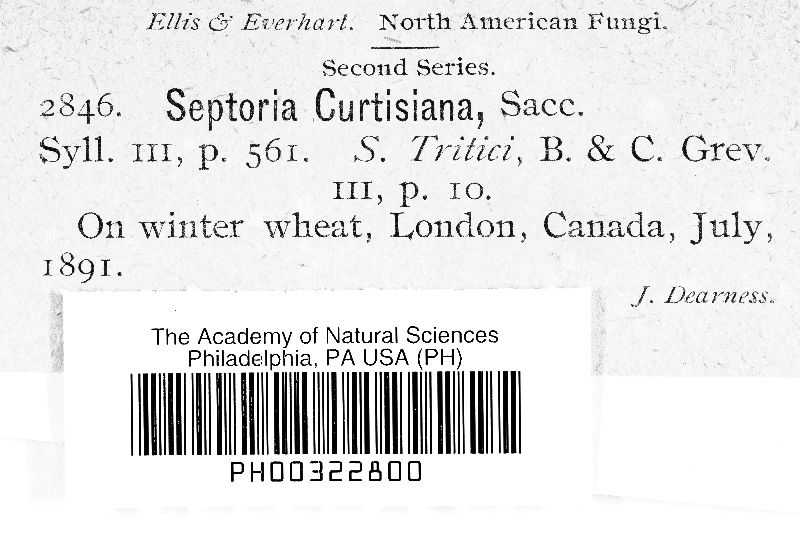 Ellis & Everhart. North American Fungi.
Second Series.
2846. Septoria Curtisiana, Sacc.
Syll. III, p. 561. S. Tritici, B. & C. Grev.
III, p. 10.
On winter wheat, London, Canada, July,
1891.
J. Dearness.
The Academy of Natural Sciences
Philadelphia, PA USA (PH)
PH00322800